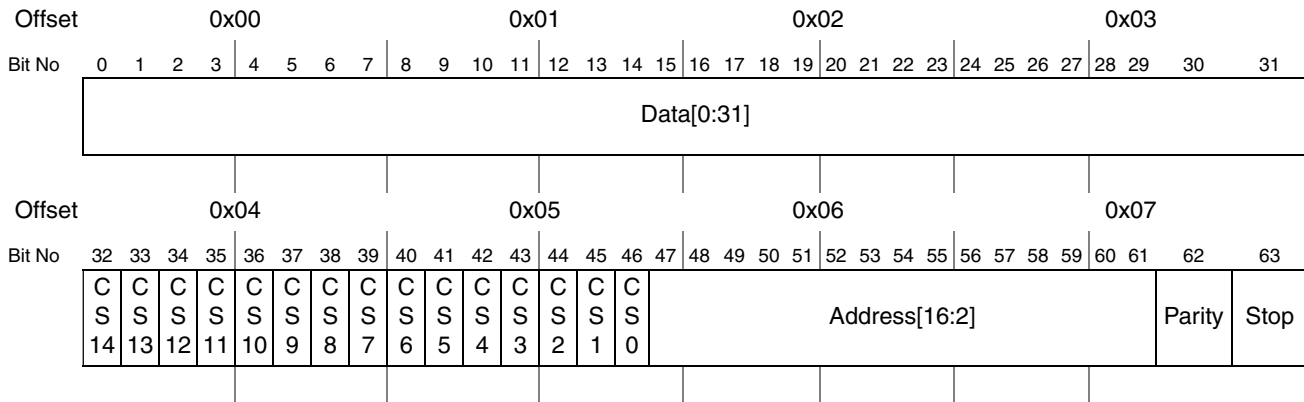 Offset 0x00 0x01 0x02 0x03
Bit No 0 1 2 3 4 5 6 7 8 9 10 11 12 13 14 15 16 17 18 19 20 21 22 23 24 25 26 27 28 29 30 31
Data[0:31]
Offset 0x04 0x05 0x06 0x07
Bit No 32 33 34 35 36 37 38 39 40 41 42 43 44 45 46 47 48 49 50 51 52 53 54 55 56 57 58 59 60 61 62 63
C C C C C C C C C C C C C C C
S S S S S S S S S S S S S S S Address[16:2] Parity Stop
14 13 12 11 10 9 8 7 6 5 4 3 2 1 0